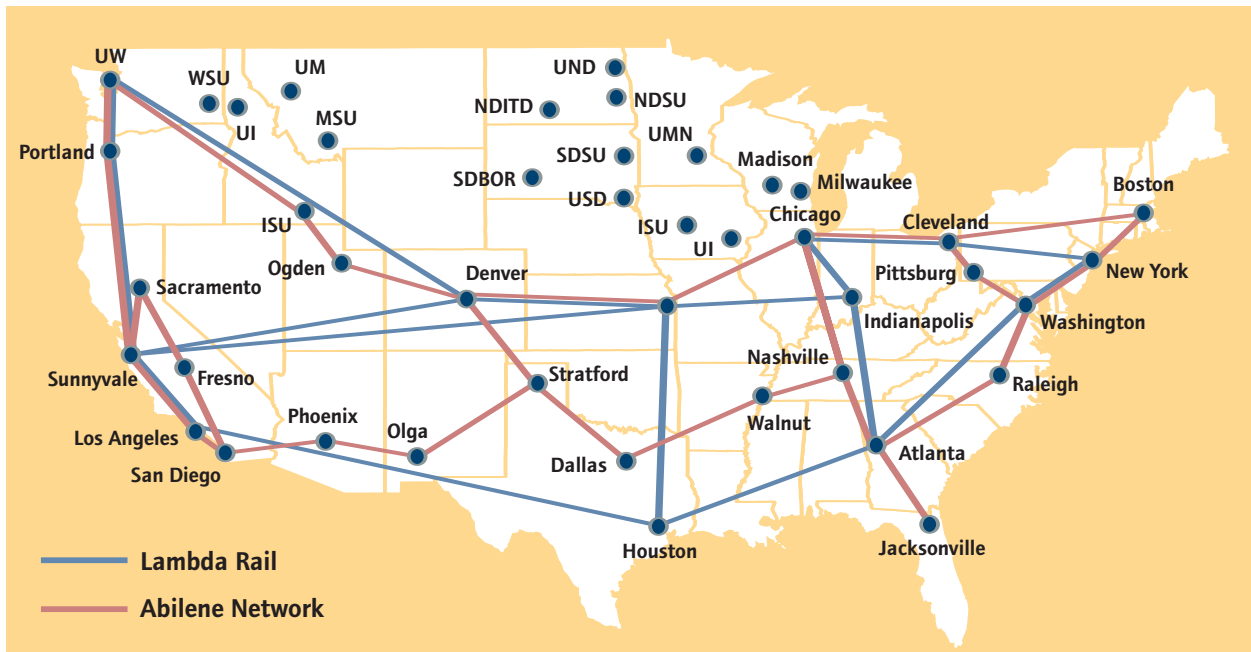 UW
WSU
UM
UI
MSU
Portland
UND
NDITD
NDSU
UMN
SDSU
SDBOR
USD
Madison
Milwaukee
ISU
UI
Chicago
Cleveland
Boston
ISU
Ogden
Denver
Pittsburg
New York
Sacramento
Indianapolis
Washington
Sunnyvale
Fresno
Stratford
Nashville
Raleigh
Phoenix
Olga
Walnut
Los Angeles
San Diego
Dallas
Atlanta
Houston
Jacksonville
Lambda Rail
Abilene Network